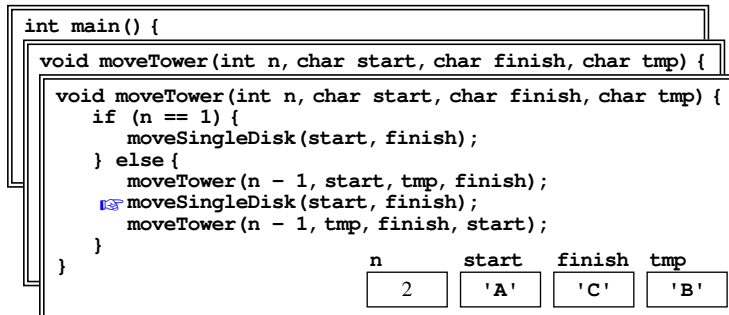 int main() {
void moveTower(int n, char start, char finish, char tmp) {
void moveTower(int n, char start, char finish, char tmp) {
if (n == 1) {
moveSingleDisk(start, finish);
} else {
moveTower(n - 1, start, tmp, finish);
☞ moveSingleDisk(start, finish);
moveTower(n - 1, tmp, finish, start);
}
}
n start finish tmp
2 'A' 'C' 'B'